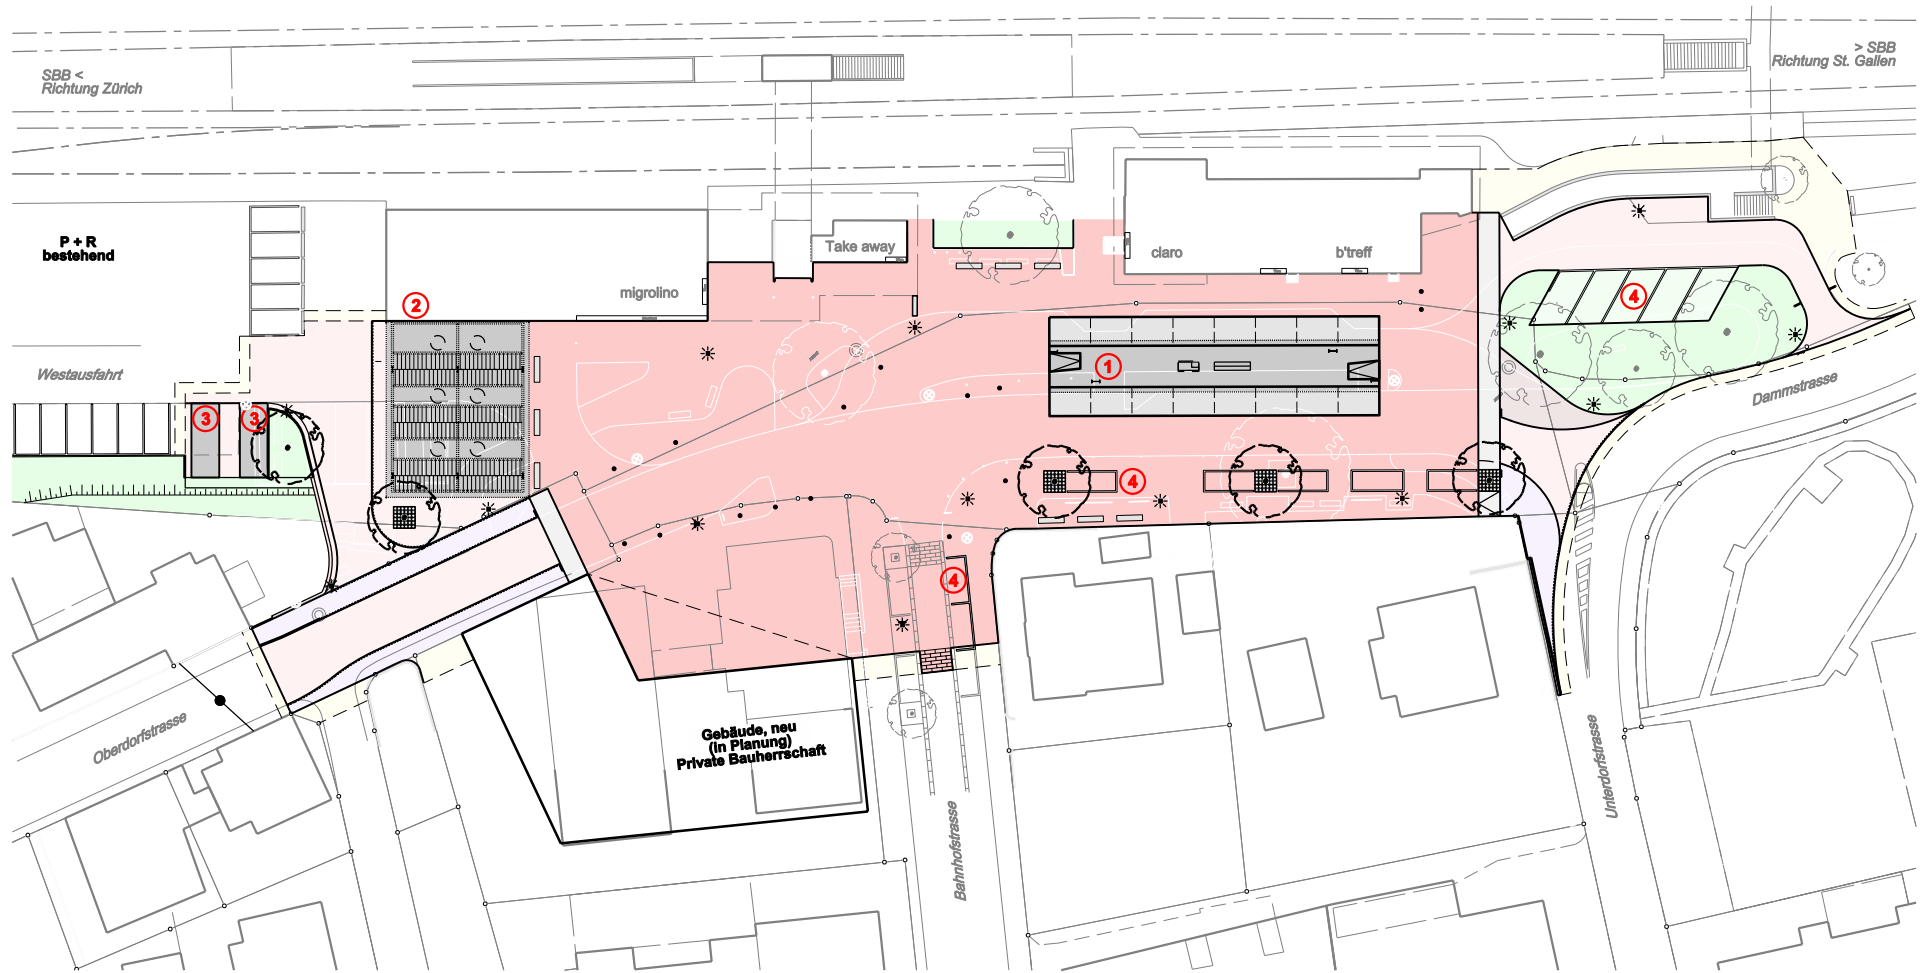 SBB <
Richtung Zürich
> SBB
Richtung St. Gallen
P + R
bestehend
Take away
claro
b'treff
migrolino
2
4
1
Westausfahrt
Dammstrasse
3
3
4
4
Oberdorfstrasse
Gebäude, neu
(in Planung)
Private Bauherrschaft
Bahnhofstrasse
Unterdorfstrasse